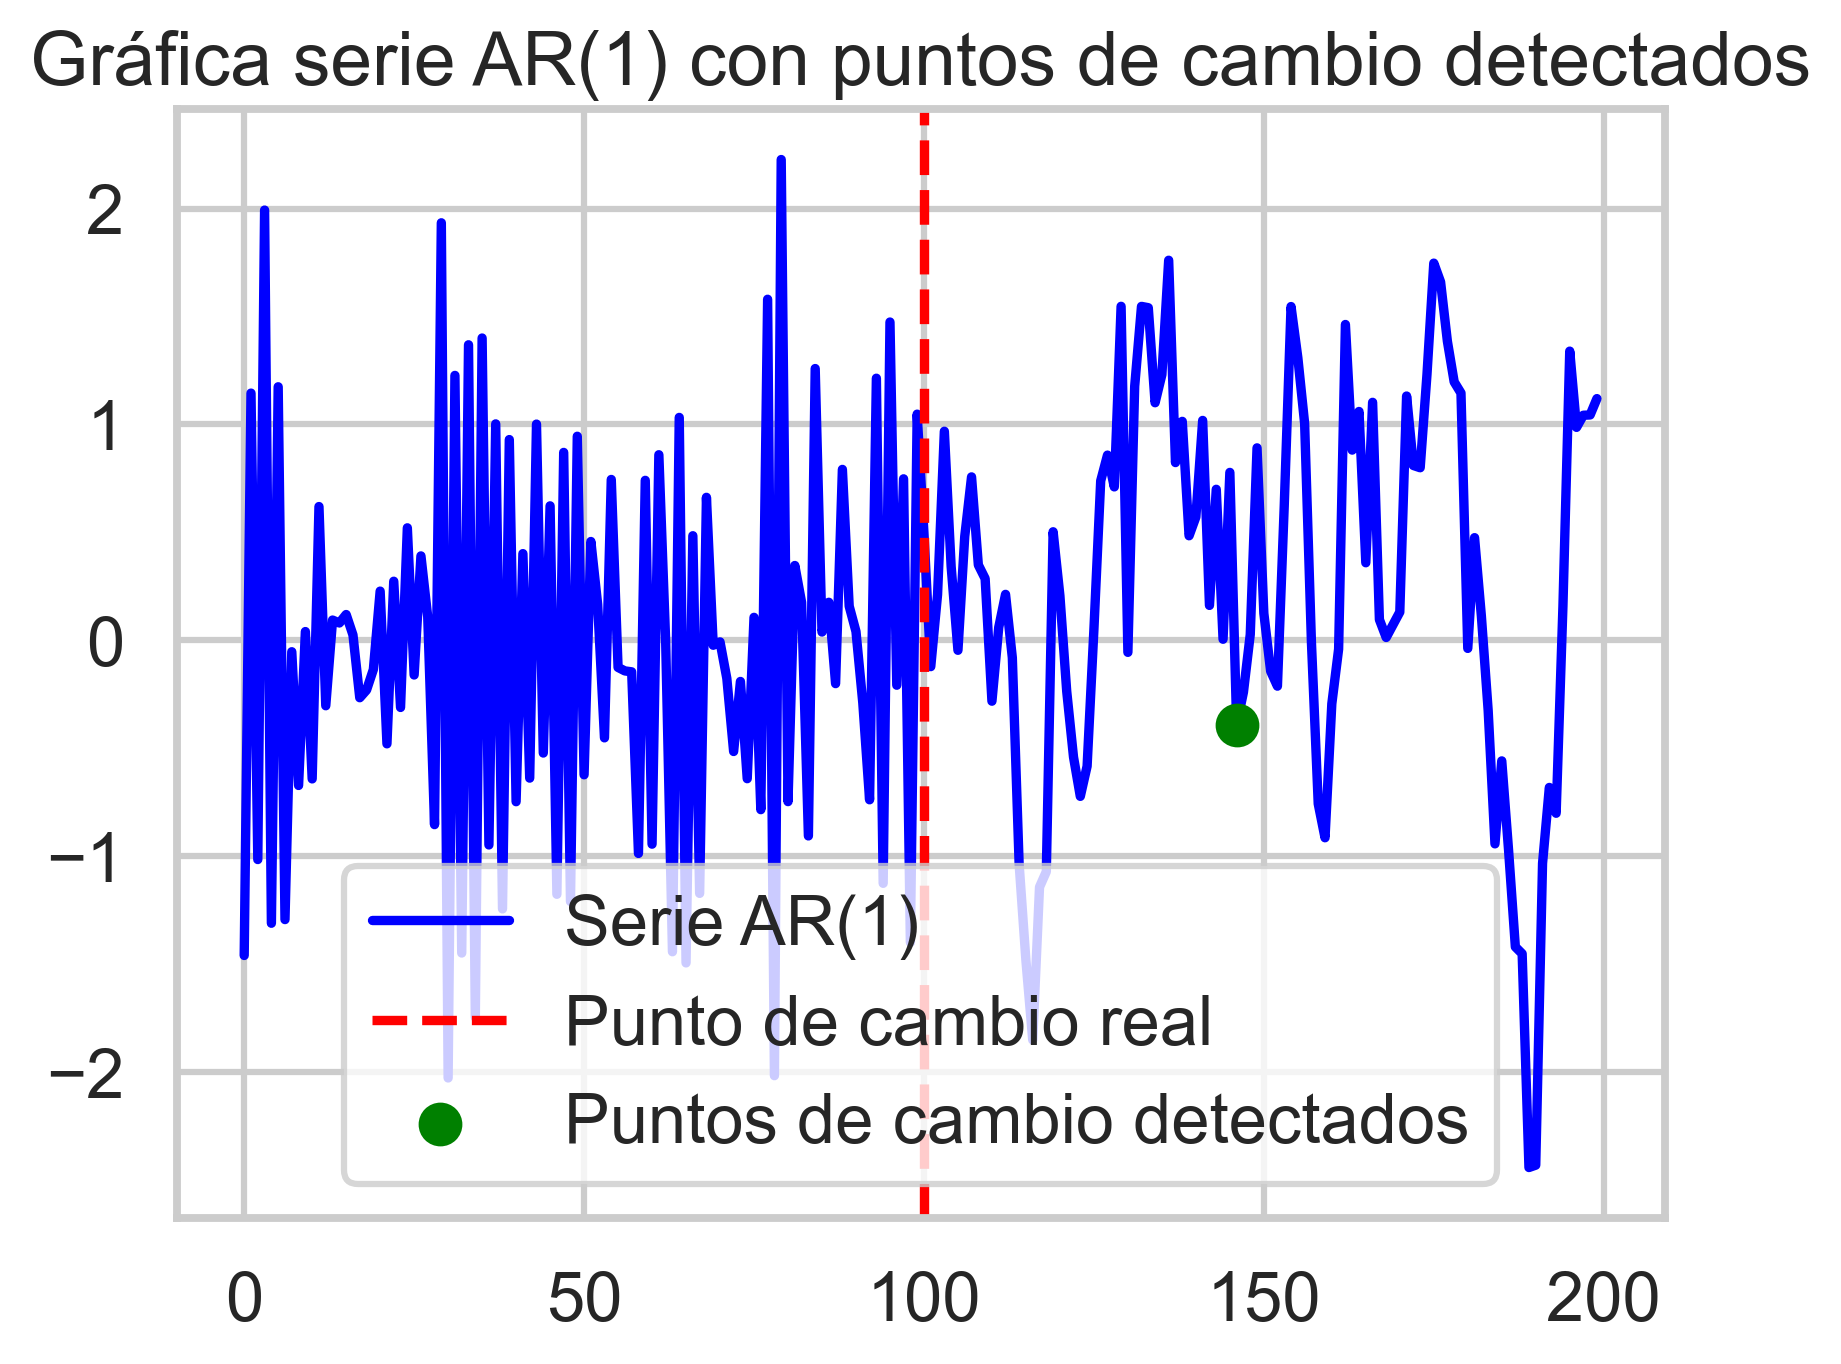 Gráfica serie AR(1) con puntos de cambio detectados
2
1
0
−1
−2
Serie AR(1)
Punto de cambio real
Puntos de cambio detectados
0 50 100 150 200